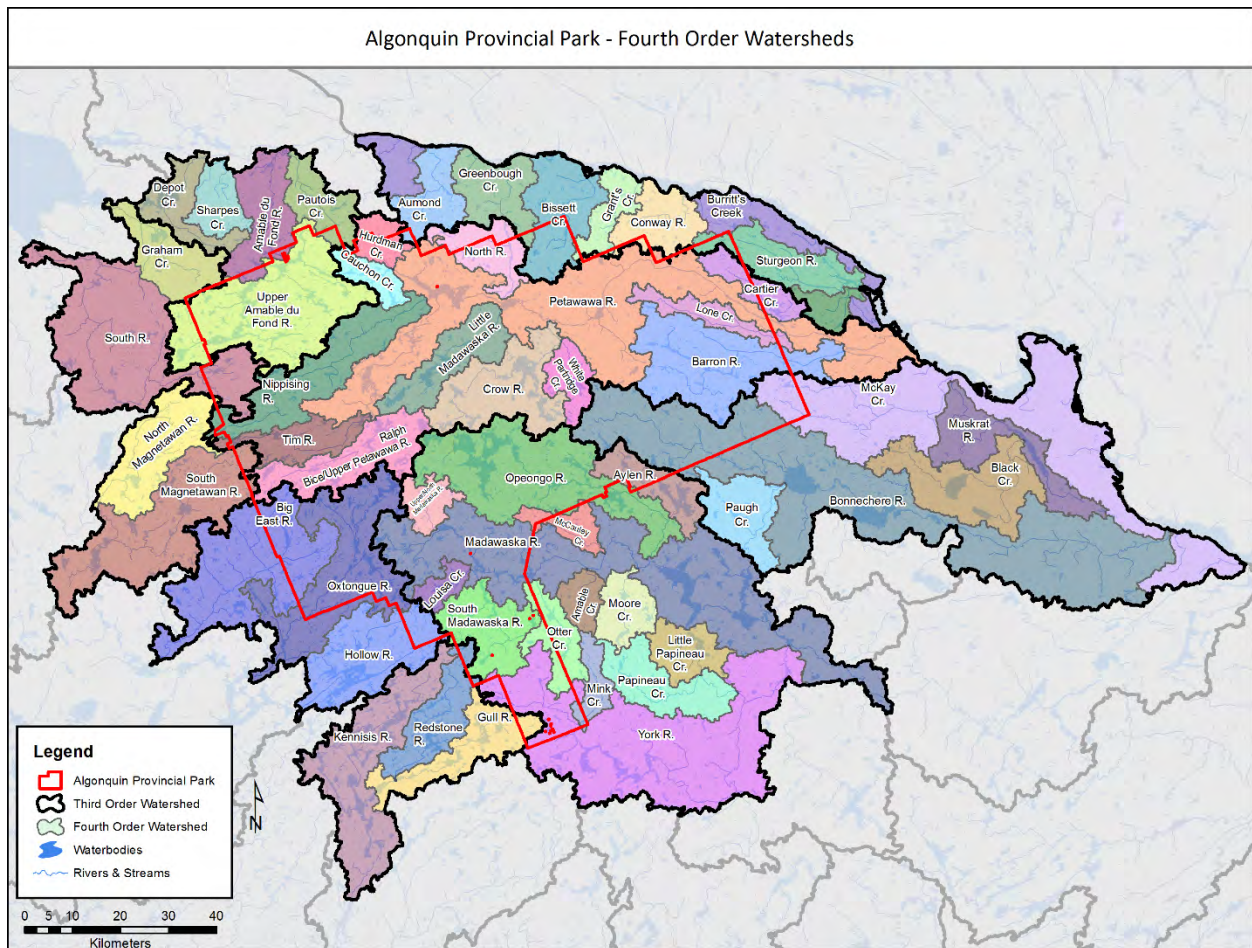 Algonquin Provincial Park - Fourth Order Watersheds
Depot
Cr.
Sharpes
Cr.
Amable du
Fond R.
Pautois
Cr.
Aumond
Cr.
Greenbough
Cr.
Bissett
Cr.
Grant's
Cr.
Conway R.
Burritt's
Creek
Graham
Cr.
Hurdman
Cr.
Cauchon Cr.
North R.
Sturgeon R.
Upper
Amable du
Fond R.
Petawawa R.
Cartier
Cr.
Lone Cr.
South R.
Little
Madawaska R.
Nippising
R.
Crow R.
White
Partridge
Cr.
Barron R.
McKay
Cr.
Muskrat
R.
North
Magnetawan R.
Tim R.
Ralph
Bice/Upper Petawawa R.
South
Magnetawan R.
Opeongo R.
Aylen R.
Black
Cr.
Bonnechere R.
Paugh
Cr.
Big
East R.
Madawaska R.
McCauley
Cr.
Oxtongue R.
Louisa Cr.
South
Madawaska R.
Otter
Cr.
Amable
Cr.
Moore
Cr.
Little
Papineau
Cr.
Hollow R.
Papineau
Cr.
Mink
Cr.
Kennisis R.
Redstone
R.
Gull R.
York R.
Legend
Algonquin Provincial Park
Third Order Watershed
Fourth Order Watershed
Waterbodies
Rivers & Streams
N
0 5 10 20 30 40
Kilometers